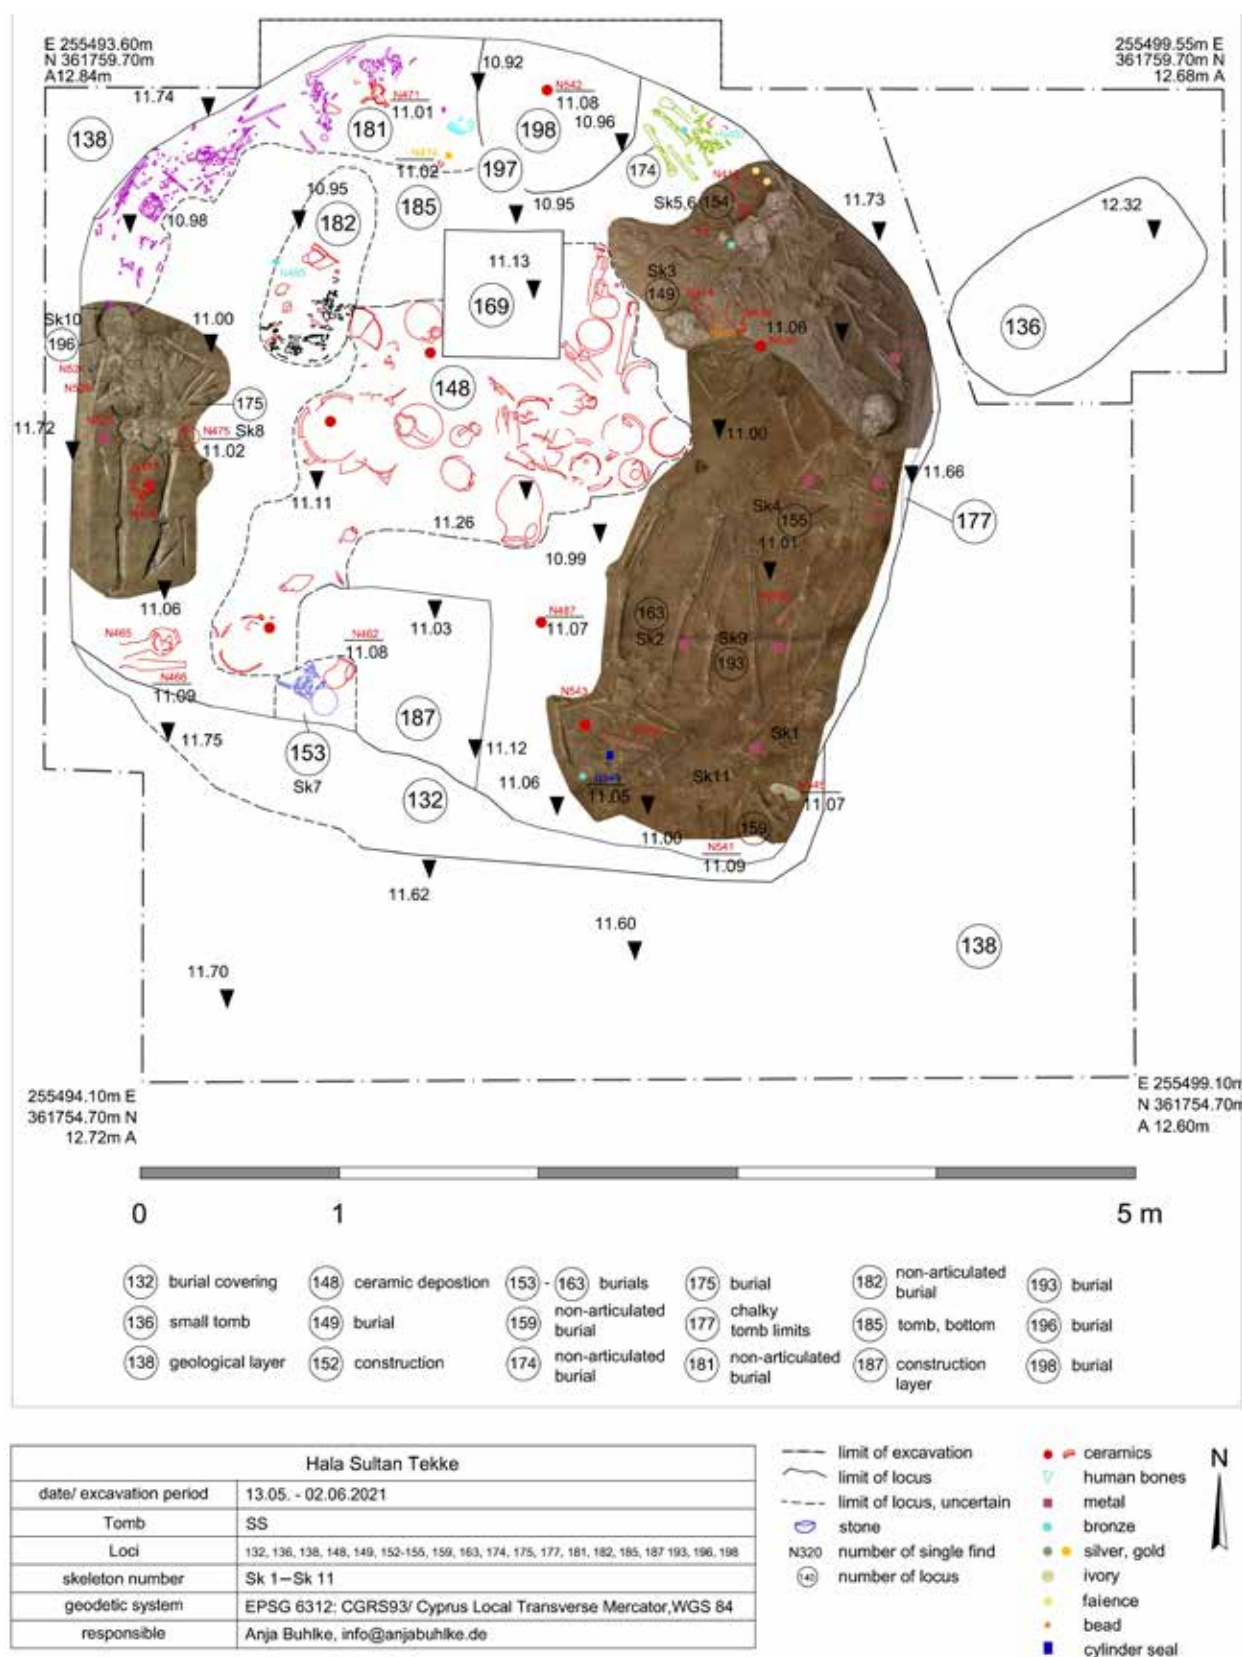 E 255493.60m
N 361759.70m
A12.84m
255499.55m E
361759.70m N
12.68m A
11.74
10.92
N542
11.08
N471
11.01
138
181
198
10.96
11.02
197
174
10.95
185
Sk5,6
154
11.73
12.32
10.98
182
10.95
11.13
Sk3
149
169
136
Sk10
196
11.00
11.06
148
175
11.72
N475
Sk8
11.02
11.00
11.66
11.11
11.26
Sk4
155
177
10.99
11.01
11.06
11.03
N487
11.07
163
Sk2
Sk9
193
N465
N462
11.08
N466
11.09
N543
187
11.75
153
Sk7
11.12
Sk1
132
11.06
11.05
Sk11
11.07
11.00
159
N541
11.09
11.62
11.60
138
11.70
255494.10m E
361754.70m N
12.72m A
E 255499.10m
N 361754.70m
A 12.60m
0 1 5 m
132 burial covering
136 small tomb
138 geological layer
148 ceramic depostion
149 burial
152 construction
153 - 163 burials
159 non-articulated
burial
174 non-articulated
burial
175 burial
177 chalky
tomb limits
181 non-articulated
burial
182 non-articulated
burial
185 tomb, bottom
187 construction
layer
193 burial
196 burial
198 burial
Hala Sultan Tekke
date/ excavation period 13.05. - 02.06.2021
Tomb SS
Loci 132, 136, 138, 148, 149, 152-155, 159, 163, 174, 175, 177, 181, 182, 185, 187 193, 196, 198
skeleton number Sk 1—Sk 11
geodetic system EPSG 6312: CGRS93/ Cyprus Local Transverse Mercator,WGS 84
responsible Anja Buhlke, info@anjabuhlke.de
limit of excavation
limit of locus
limit of locus, uncertain
stone
N320 number of single find
140 number of locus
ceramics
human bones
metal
bronze
silver, gold
ivory
faience
bead
cylinder seal
N